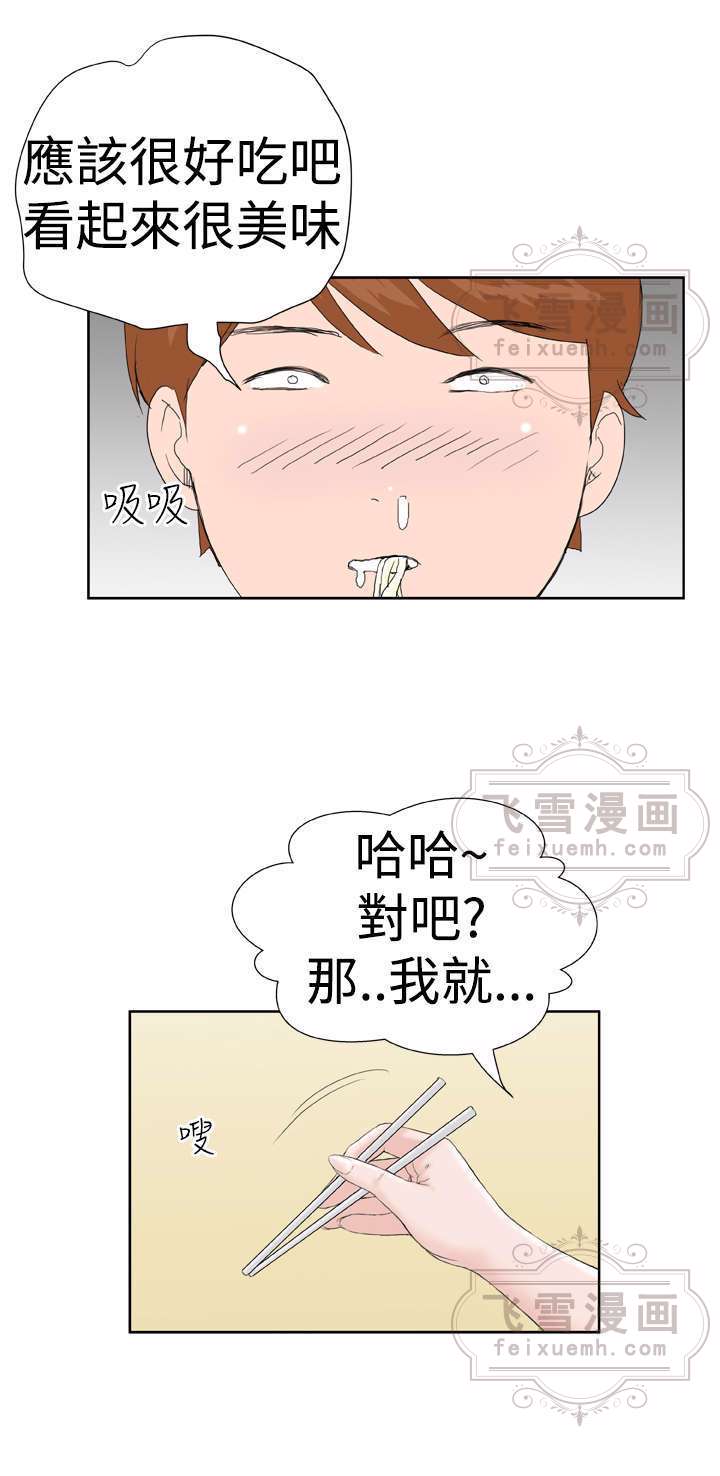 應該很好吃吧
看起來很美味
飞雪漫画
feixuemh.com
吸吸
飞雪漫画
feixuemh.com
哈哈~
對吧?
那..我就...
嗖
飞雪漫画
feixuemh.com